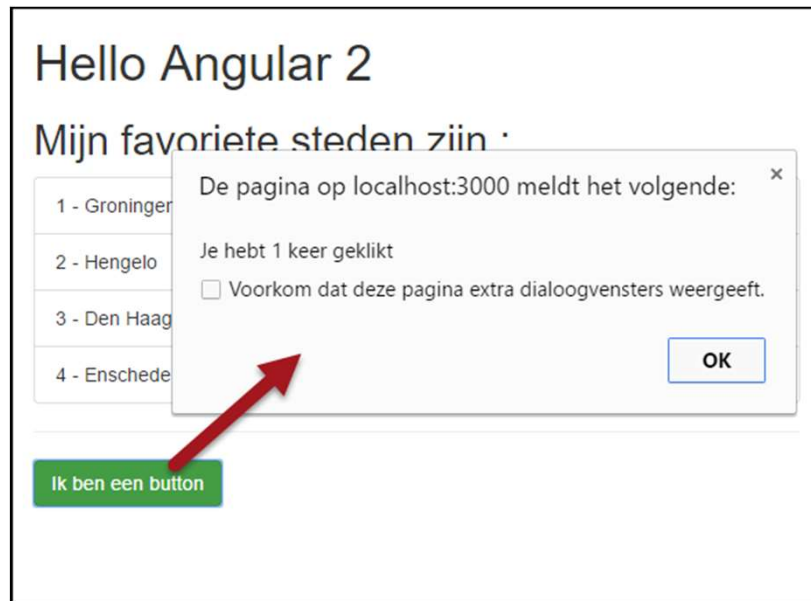 Hello Angular 2
Mijn favoriete steden zijn :
De pagina op localhost:3000 meldt het volgende:
×
Je hebt 1 keer geklikt
Voorkom dat deze pagina extra dialoogvensters weergeeft.
OK
1 - Groningen
2 - Hengelo
3 - Den Haag
4 - Enschede
Ik ben een button